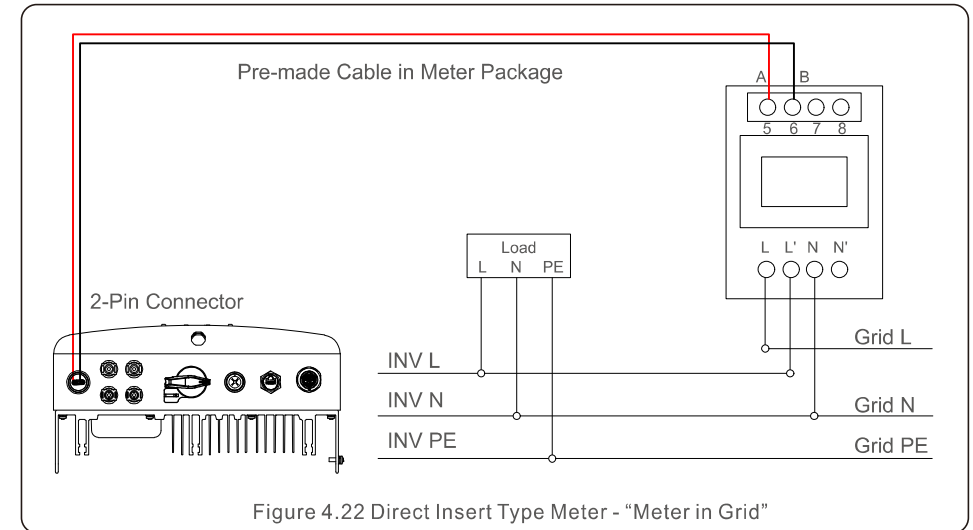 Pre-made Cable in Meter Package
A B
5 6 7 8
Load
L N PE
L L' N N'
2-Pin Connector
Grid L
INV L
INV N
Grid N
INV PE
Grid PE
Figure 4.22 Direct Insert Type Meter - “Meter in Grid”